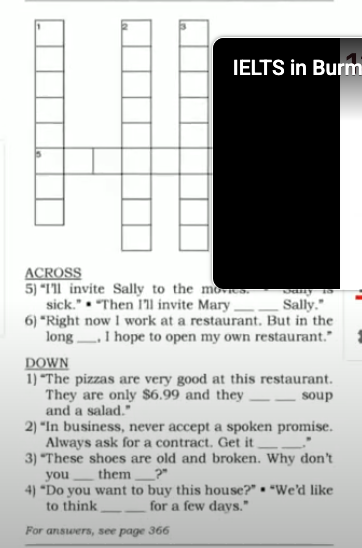 1
2
3
IELTS in Burm
5
ACROSS
5) “I’ll invite Sally to the movies.” • “Sally is
sick.” • “Then I’ll invite Mary ___ ___ Sally.”
6) “Right now I work at a restaurant. But in the
long ___, I hope to open my own restaurant.”
DOWN
1) “The pizzas are very good at this restaurant.
They are only $6.99 and they ___ ___ soup
and a salad.”
2) “In business, never accept a spoken promise.
Always ask for a contract. Get it ___ ___.”
3) “These shoes are old and broken. Why don’t
you ___ them ___?”
4) “Do you want to buy this house?” • “We’d like
to think ___ ___ for a few days.”
For answers, see page 366